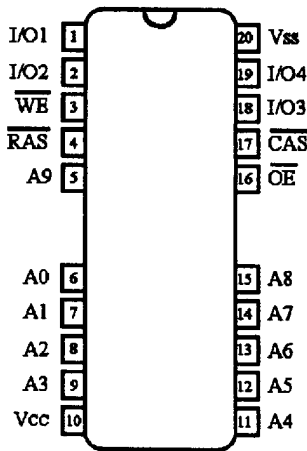 I/O1 1 20 Vss
I/O2 2 19 I/O4
WE 3 18 I/O3
RAS 4 17 CAS
A9 5 16 OE
A0 6 15 A8
A1 7 14 A7
A2 8 13 A6
A3 9 12 A5
Vcc 10 11 A4